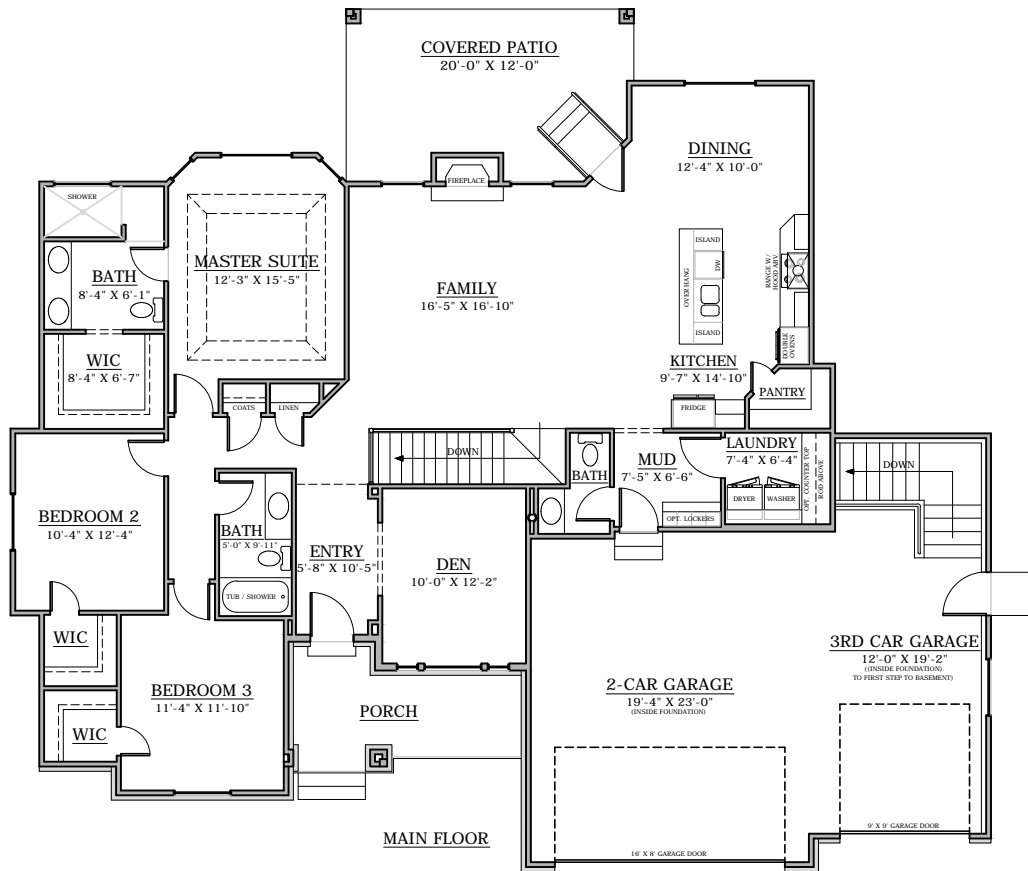 COVERED PATIO
20'-0" X 12'-0"
DINING
12'-4" X 10'-0"
FIREPLACE
SHOWER
MASTER SUITE
12'-3" X 15'-5"
BATH
8'-4" X 6'-1"
FAMILY
16'-5" X 16'-10"
ISLAND
OVER HANG
DW
ISLAND
RANGE W/
HOOD ABV.
DOUBLE
OVENS
WIC
8'-4" X 6'-7"
KITCHEN
9'-7" X 14'-10"
PANTRY
COATS
LINEN
FRIDGE
DOWN
BATH
MUD
7'-5" X 6'-6"
LAUNDRY
7'-4" X 6'-4"
DRYER
WASHER
OPT. COUNTER TOP
ROD ABOVE
OPT. LOCKERS
DOWN
BEDROOM 2
10'-4" X 12'-4"
BATH
5'-0" X 9'-11"
TUB / SHOWER
ENTRY
5'-8" X 10'-5"
DEN
10'-0" X 12'-2"
WIC
BEDROOM 3
11'-4" X 11'-10"
WIC
PORCH
2-CAR GARAGE
19'-4" X 23'-0"
(INSIDE FOUNDATION)
3RD CAR GARAGE
12'-0" X 19'-2"
((INSIDE FOUNDATION)
TO FIRST STEP TO BASEMENT)
MAIN FLOOR
16' X 8' GARAGE DOOR
9' X 9' GARAGE DOOR